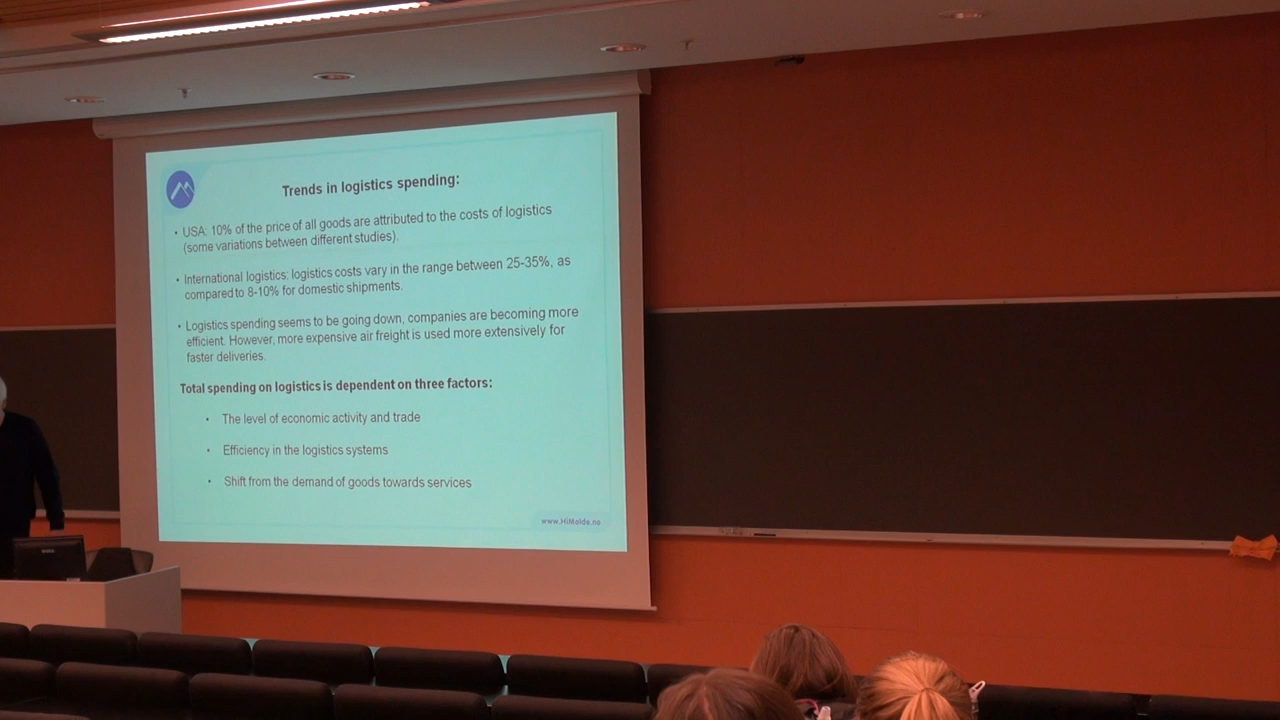 Trends in logistics spending:
• USA: 10% of the price of all goods are attributed to the costs of logistics
(some variations between different studies).
• International logistics: logistics costs vary in the range between 25-35%, as
compared to 8-10% for domestic shipments.
• Logistics spending seems to be going down, companies are becoming more
efficient. However, more expensive air freight is used more extensively for
faster deliveries.
Total spending on logistics is dependent on three factors:
• The level of economic activity and trade
• Efficiency in the logistics systems
• Shift from the demand of goods towards services
www.HiMolde.no